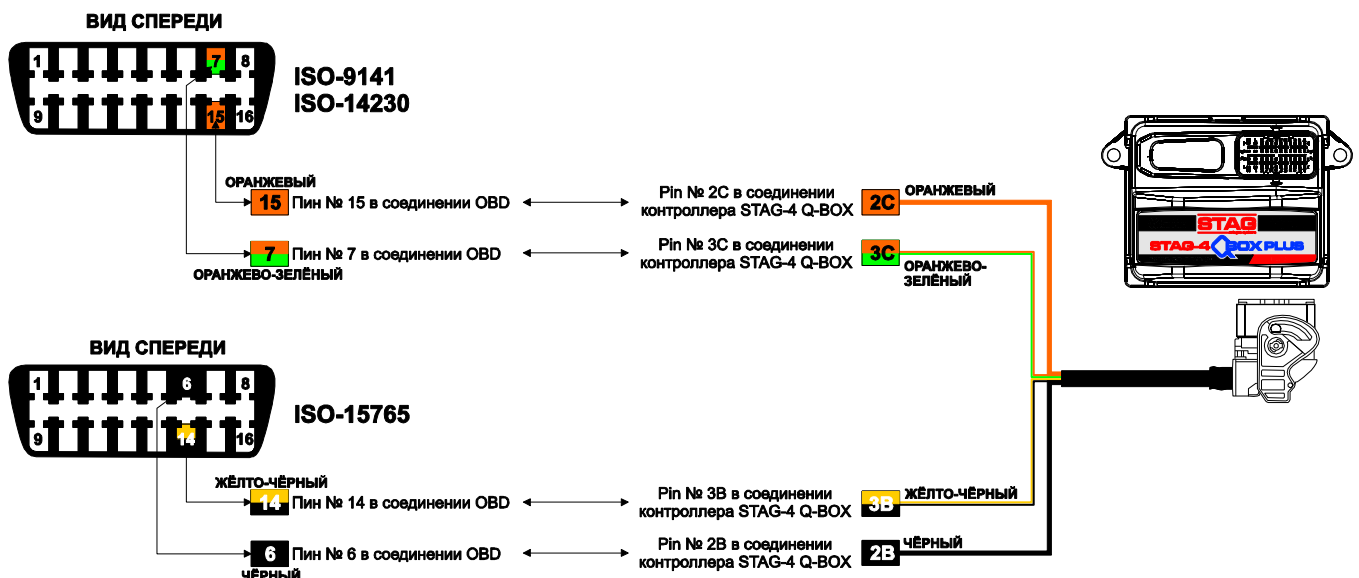 ВИД СПЕРЕДИ
1
7
8
9
15
16
ISO-9141
ISO-14230
ОРАНЖЕВЫЙ
15 Пин № 15 в соединении OBD
Pin № 2C в соединении
контроллера STAG-4 Q-BOX
2C
ОРАНЖЕВЫЙ
7 Пин № 7 в соединении OBD
ОРАНЖЕВО-ЗЕЛЁНЫЙ
Pin № 3C в соединении
контроллера STAG-4 Q-BOX
3C
ОРАНЖЕВО-
ЗЕЛЁНЫЙ
STAG
STAG-4 QBOX PLUS
ВИД СПЕРЕДИ
1
6
8
9
14
16
ISO-15765
ЖЁЛТО-ЧЁРНЫЙ
14 Пин № 14 в соединении OBD
Pin № 3B в соединении
контроллера STAG-4 Q-BOX
3B
ЖЁЛТО-ЧЁРНЫЙ
6 Пин № 6 в соединении OBD
ЧЁРНЫЙ
Pin № 2B в соединении
контроллера STAG-4 Q-BOX
2B
ЧЁРНЫЙ